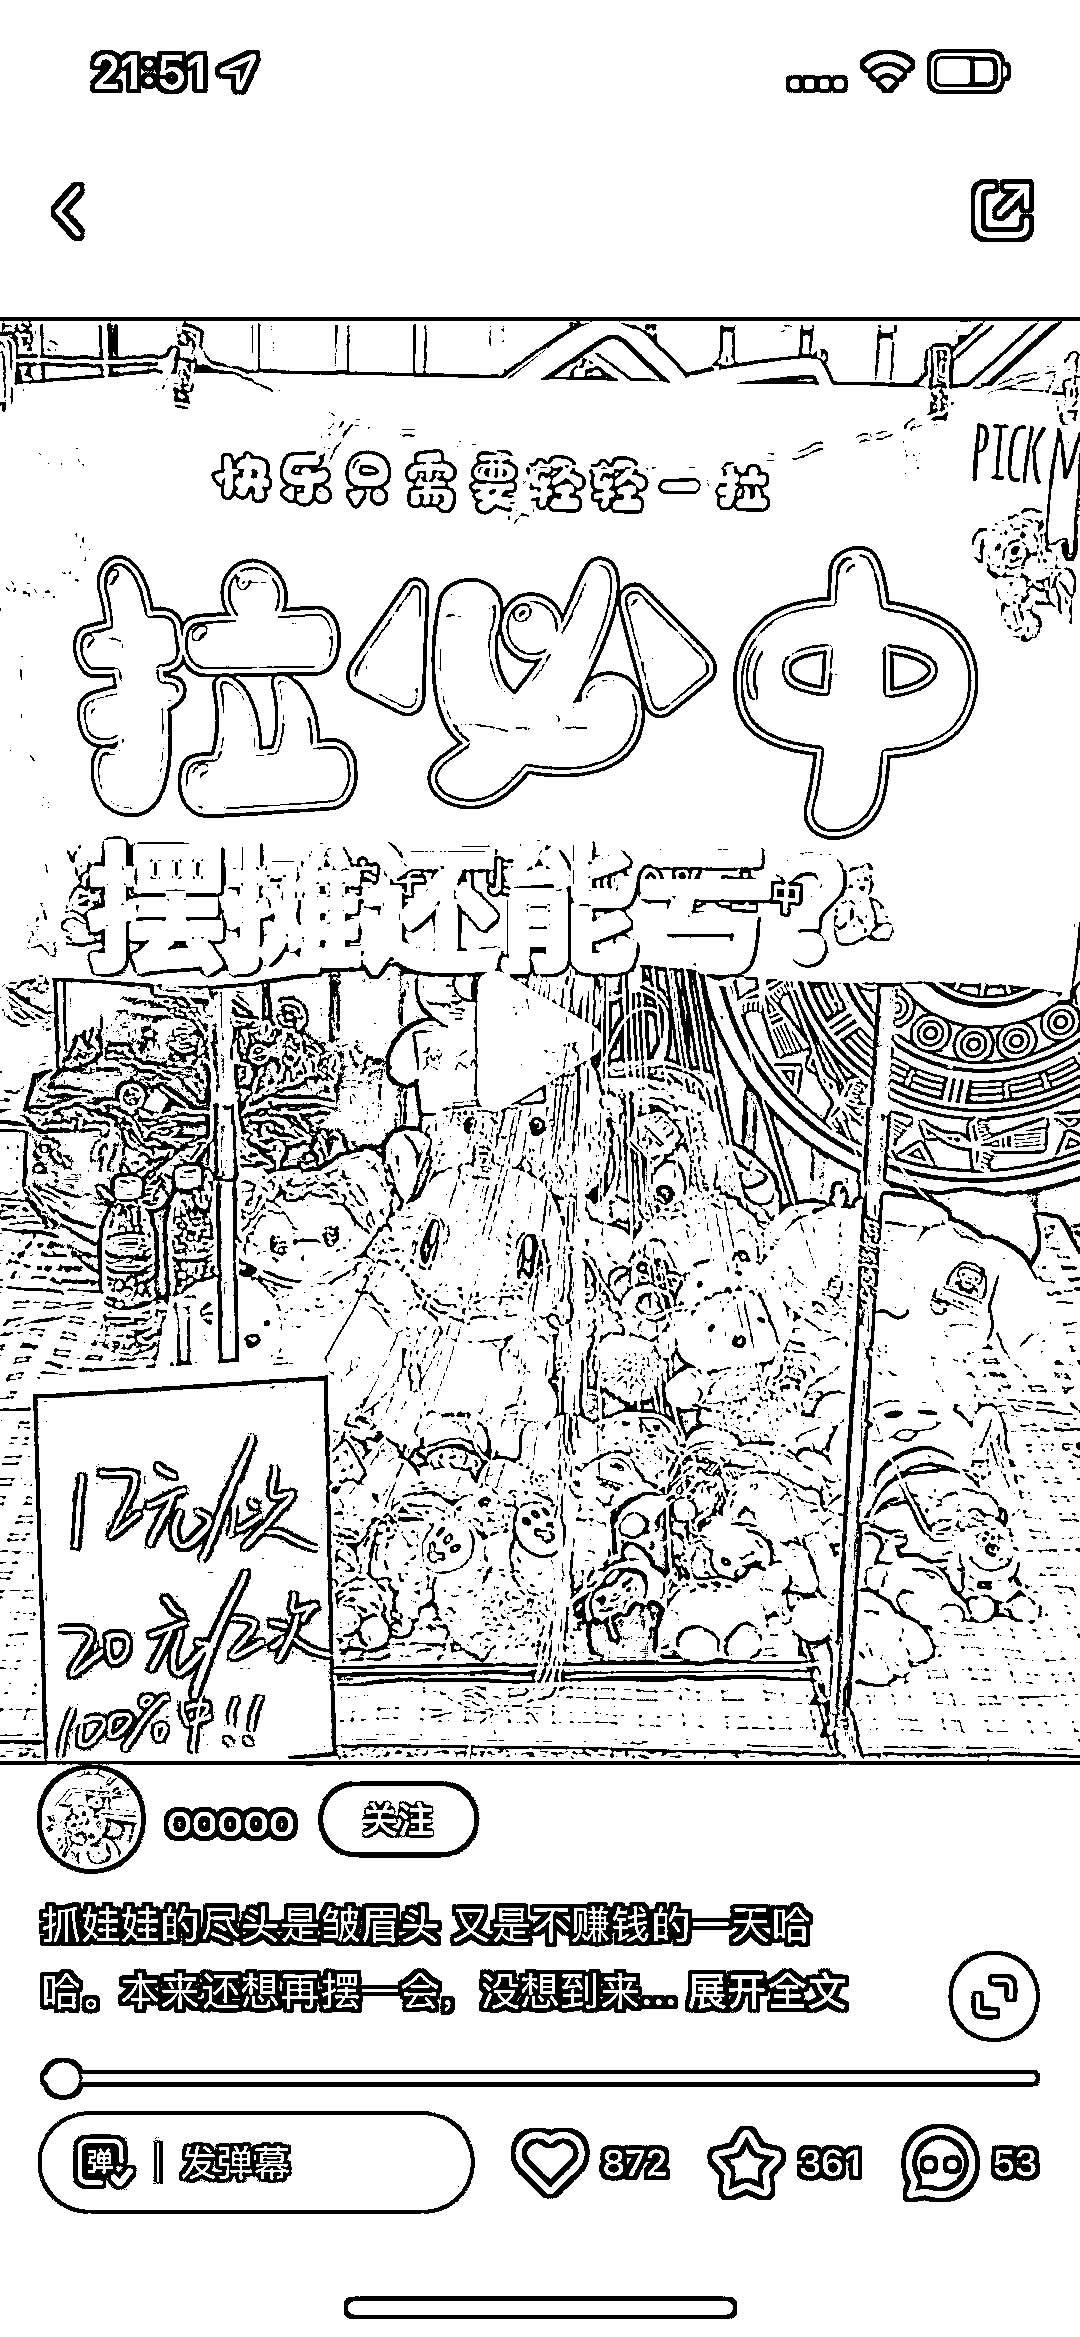 21:51
快乐只需要轻轻一拉
PICK M
拉必中
摆摊还能亏?
中
12元/次
20元/2次
100%中!!
ooooo
关注
抓娃娃的尽头是皱眉头 又是不赚钱的一天哈
哈。本来还想再摆一会，没想到来... 展开全文
弹 | 发弹幕
872
361
53